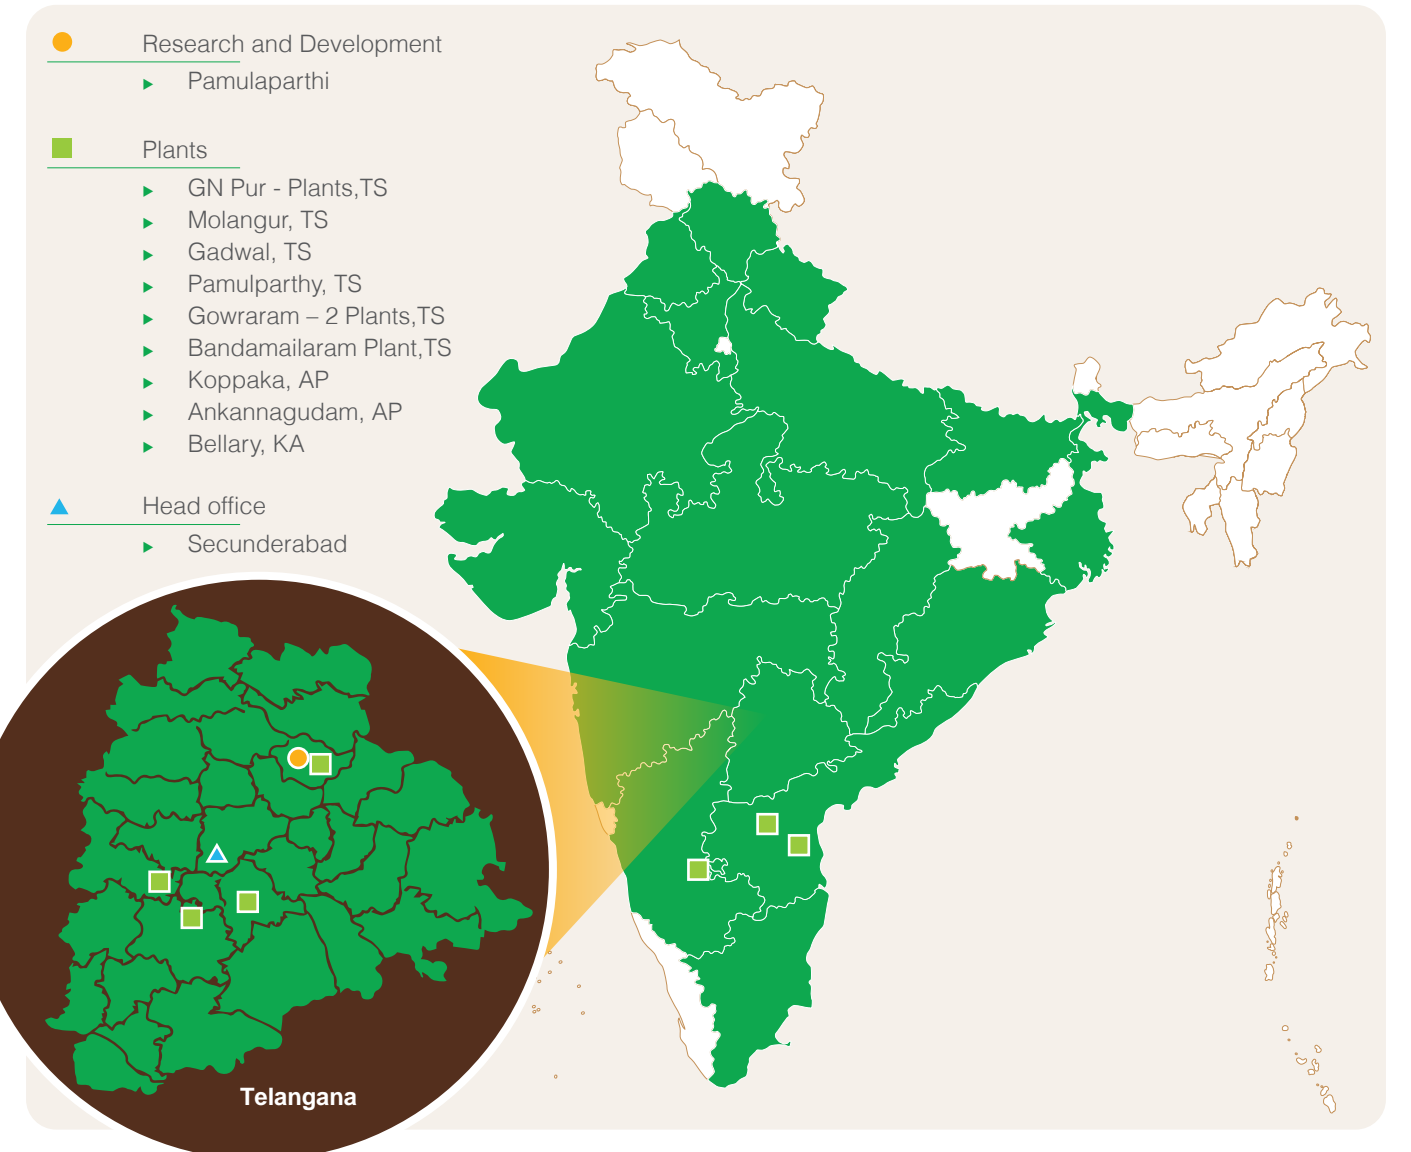 Research and Development
Pamulaparthi
Plants
GN Pur - Plants,TS
Molangur, TS
Gadwal, TS
Pamulparthy, TS
Gowraram – 2 Plants,TS
Bandamailaram Plant,TS
Koppaka, AP
Ankannagudam, AP
Bellary, KA
Head office
Secunderabad
Telangana